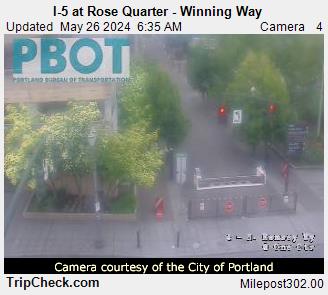 I-5 at Rose Quarter - Winning Way
Updated May 26 2024 6:35 AM Camera 4
PBOT
PORTLAND BUREAU OF TRANSPORTATION
Camera courtesy of the City of Portland
TripCheck.com Milepost302.00